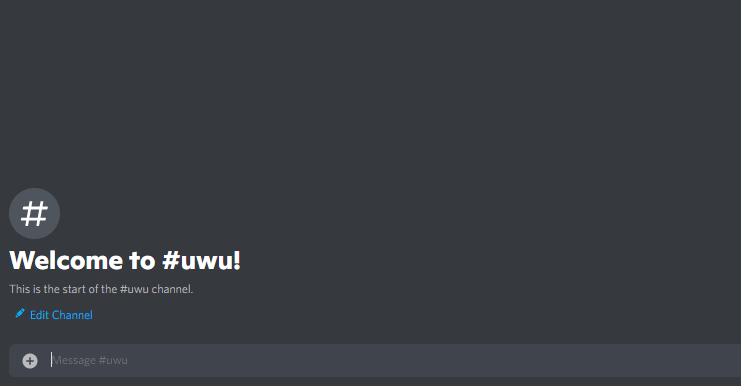 #
Welcome to #uwu!
This is the start of the #uwu channel.
Edit Channel
Message #uwu